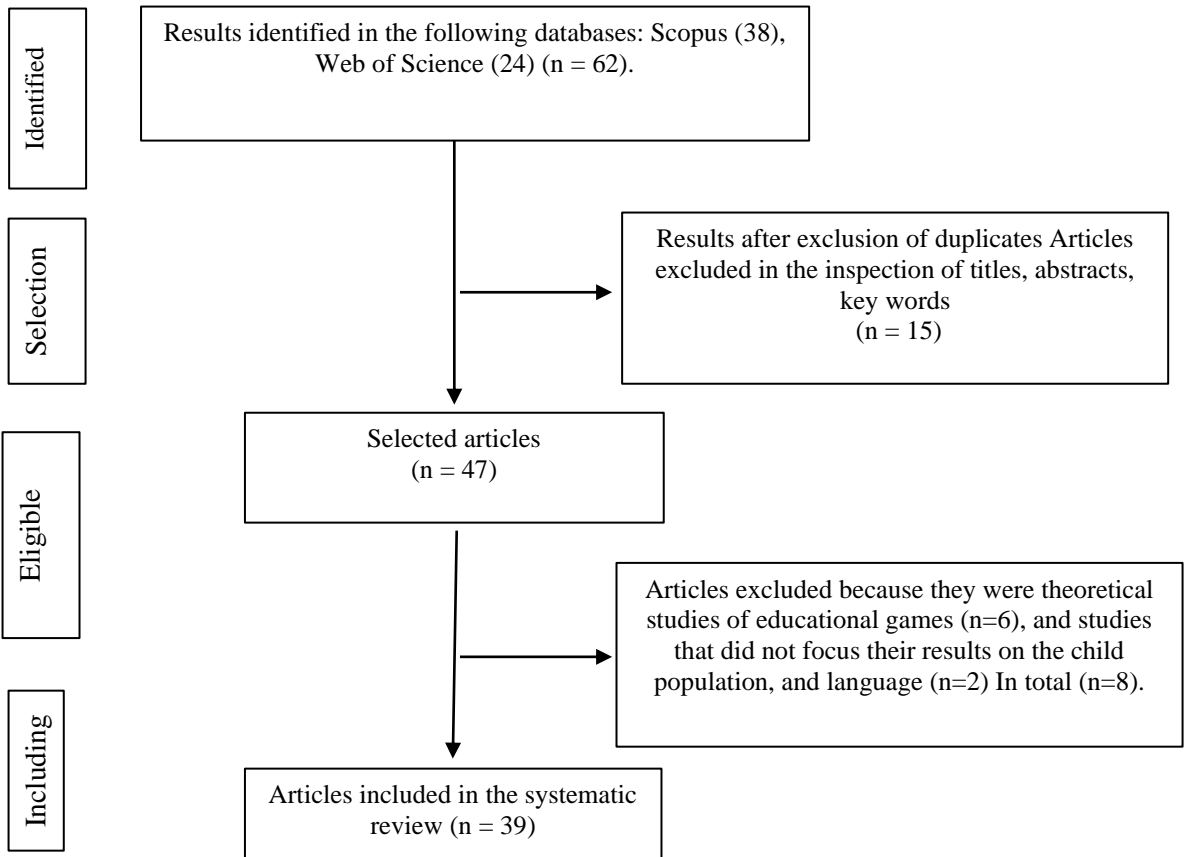 Identified
Results identified in the following databases: Scopus (38),
Web of Science (24) (n = 62).
Selection
Results after exclusion of duplicates Articles
excluded in the inspection of titles, abstracts,
key words
(n = 15)
Eligible
Selected articles
(n = 47)
Articles excluded because they were theoretical
studies of educational games (n=6), and studies
that did not focus their results on the child
population, and language (n=2) In total (n=8).
Including
Articles included in the systematic
review (n = 39)